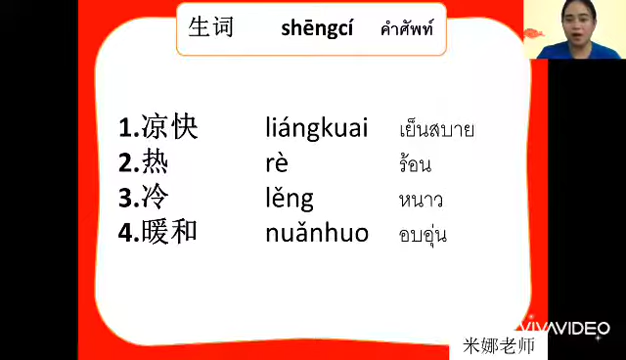 生词 shēngcí คำศัพท์
1.凉快 liángkuai เย็นสบาย
2.热 rè ร้อน
3.冷 lěng หนาว
4.暖和 nuǎnhuo อบอุ่น
VIVAVIDEO
米娜老师